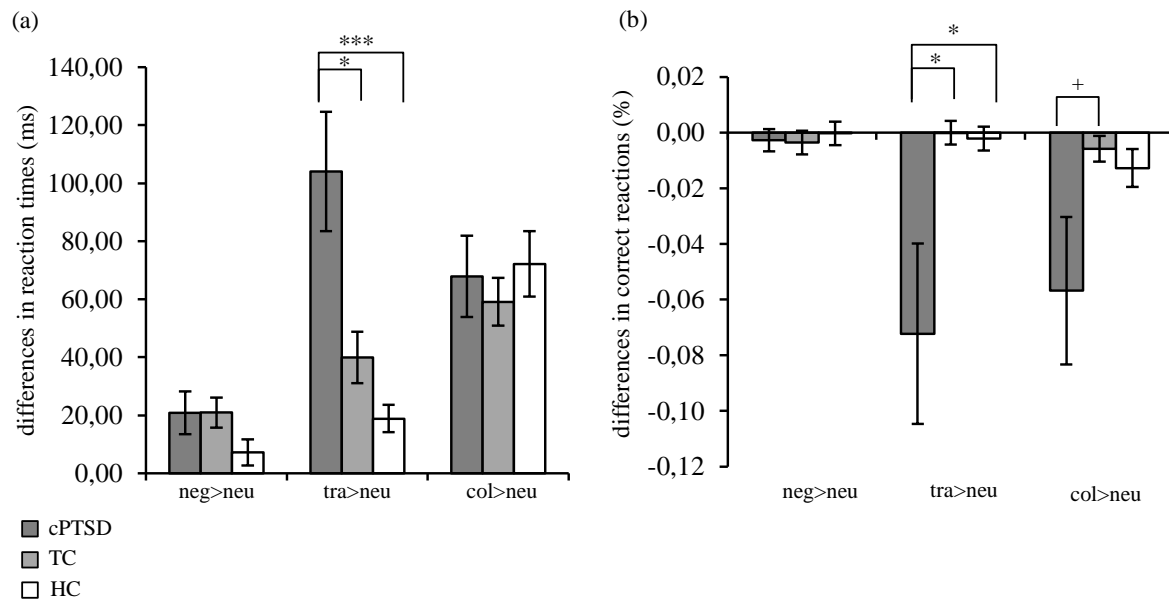 (a)
differences in reaction times (ms)
140,00
120,00
100,00
80,00
60,00
40,00
20,00
0,00
***
*
neg>neu
tra>neu
col>neu
cPTSD
TC
HC
(b)
differences in correct reactions (%)
0,02
0,00
-0,02
-0,04
-0,06
-0,08
-0,10
-0,12
*
*
+
neg>neu
tra>neu
col>neu